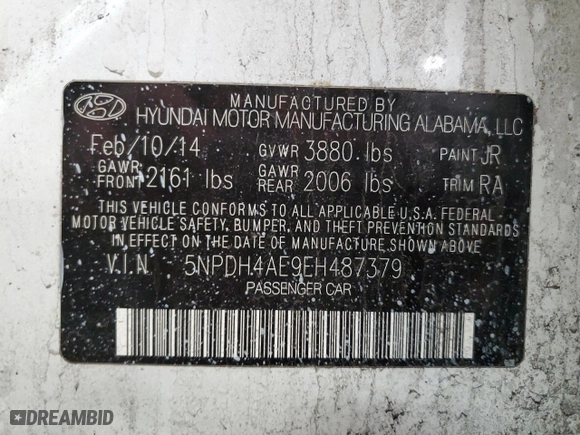 MANUFACTURED BY
HYUNDAI MOTOR MANUFACTURING ALABAMA, LLC
Feb/10/14 GVWR 3880 lbs PAINT JR
GAWR FRONT 2161 lbs GAWR REAR 2006 lbs TRIM RA
THIS VEHICLE CONFORMS TO ALL APPLICABLE U.S.A. FEDERAL
MOTOR VEHICLE SAFETY, BUMPER, AND THEFT PREVENTION STANDARDS
IN EFFECT ON THE DATE OF MANUFACTURE SHOWN ABOVE.
V.I.N 5NPDH4AE9EH487379
PASSENGER CAR
DREAMBID